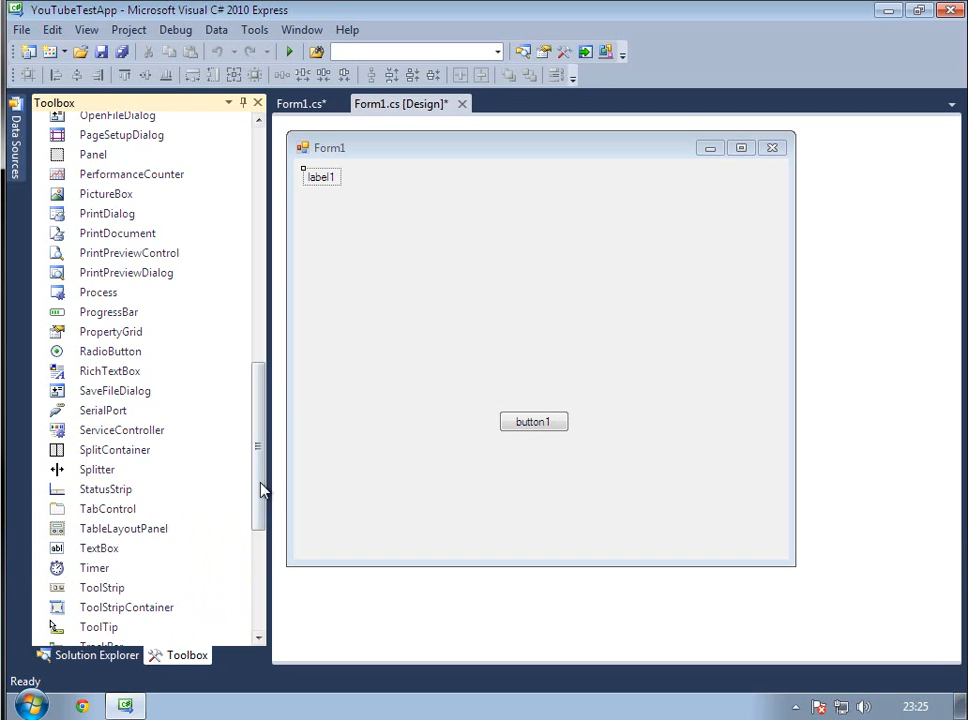 YouTubeTestApp - Microsoft Visual C# 2010 Express
File Edit View Project Debug Data Tools Window Help
Data Sources
Toolbox
OpenFileDialog
PageSetupDialog
Panel
PerformanceCounter
PictureBox
PrintDialog
PrintDocument
PrintPreviewControl
PrintPreviewDialog
Process
ProgressBar
PropertyGrid
RadioButton
RichTextBox
SaveFileDialog
SerialPort
ServiceController
SplitContainer
Splitter
StatusStrip
TabControl
TableLayoutPanel
abl TextBox
Timer
ToolStrip
ToolStripContainer
ToolTip
Solution Explorer Toolbox
Form1.cs* Form1.cs [Design]*
Form1
label1
button1
Ready
C#
23:25